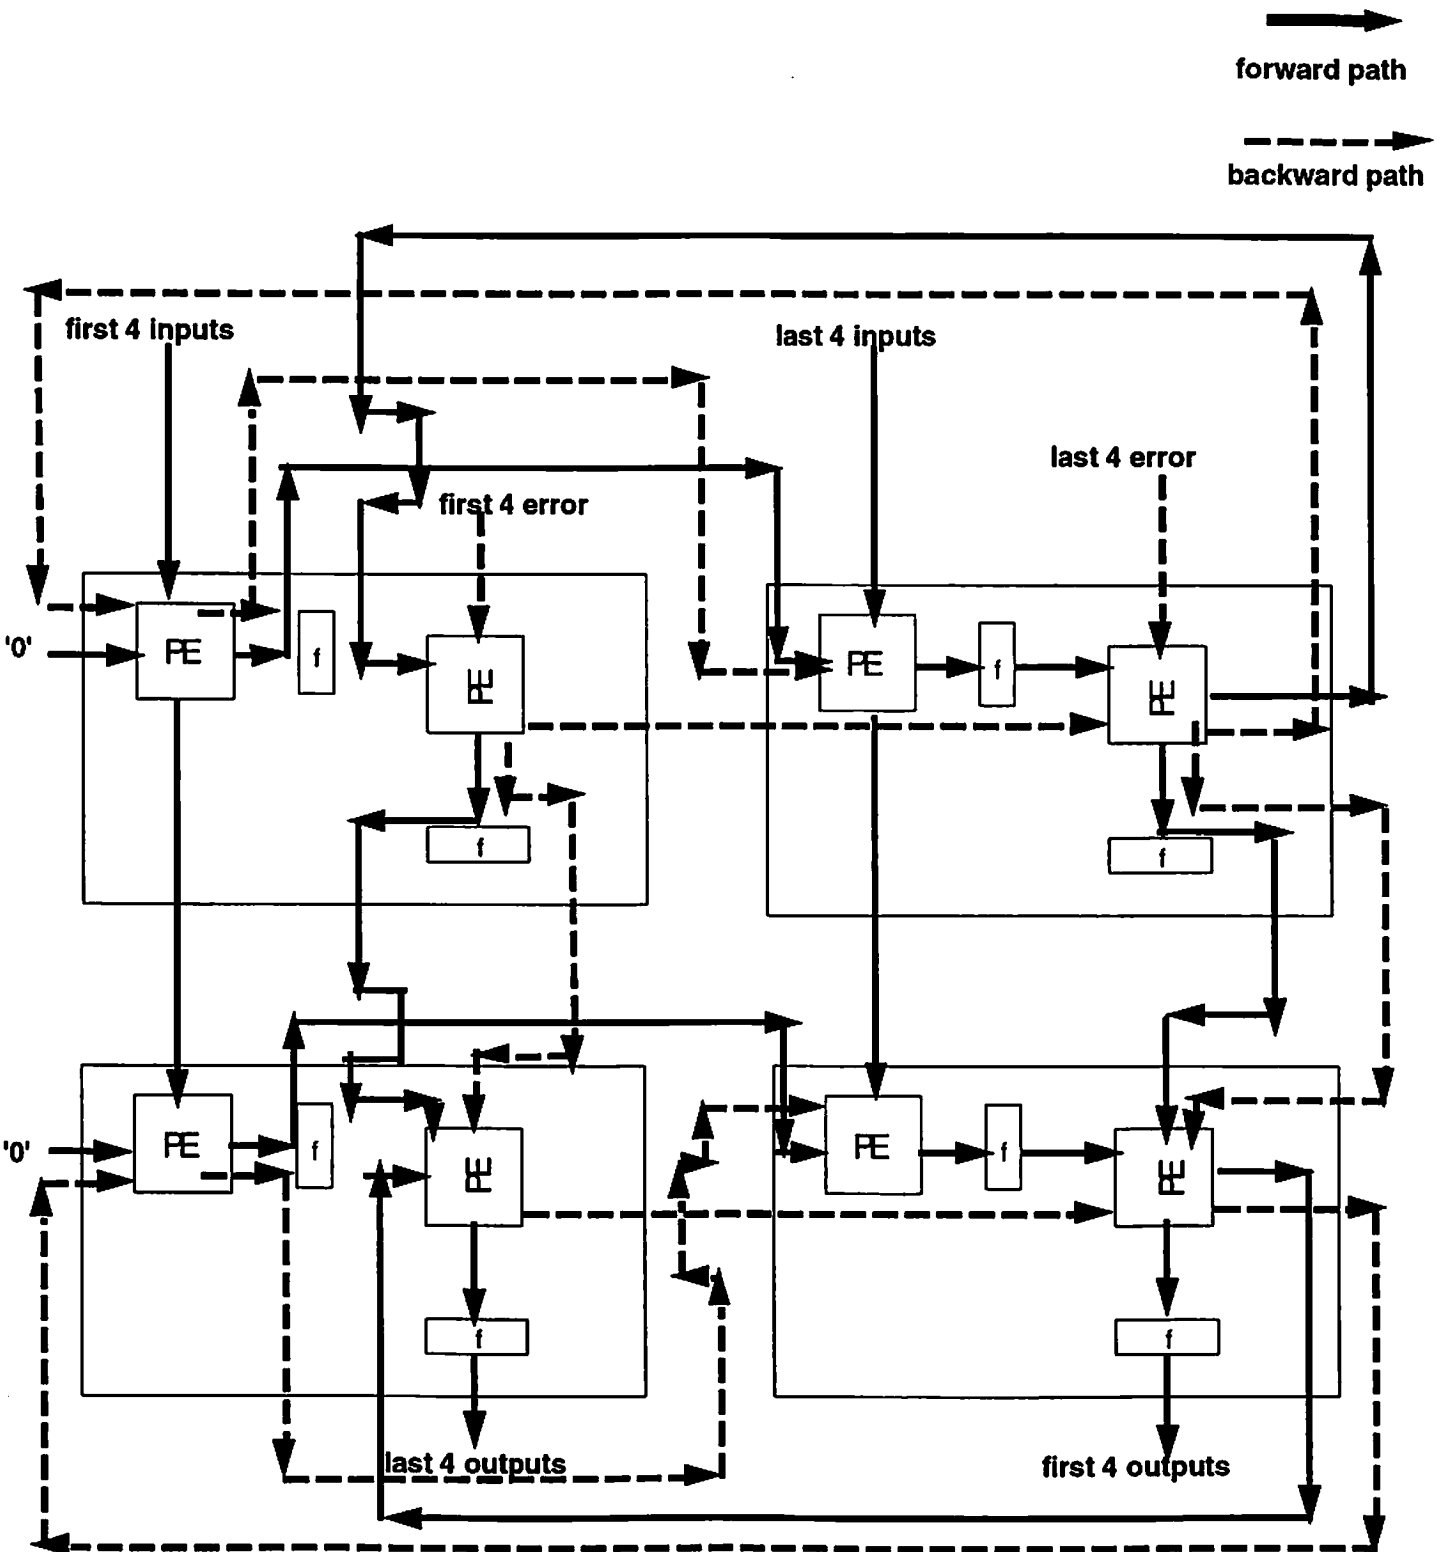 forward path
backward path
first 4 inputs
last 4 inputs
last 4 error
first 4 error
'0'
PE
f
PE
PE
f
PE
f
f
'0'
PE
f
PE
PE
f
PE
f
f
last 4 outputs
first 4 outputs